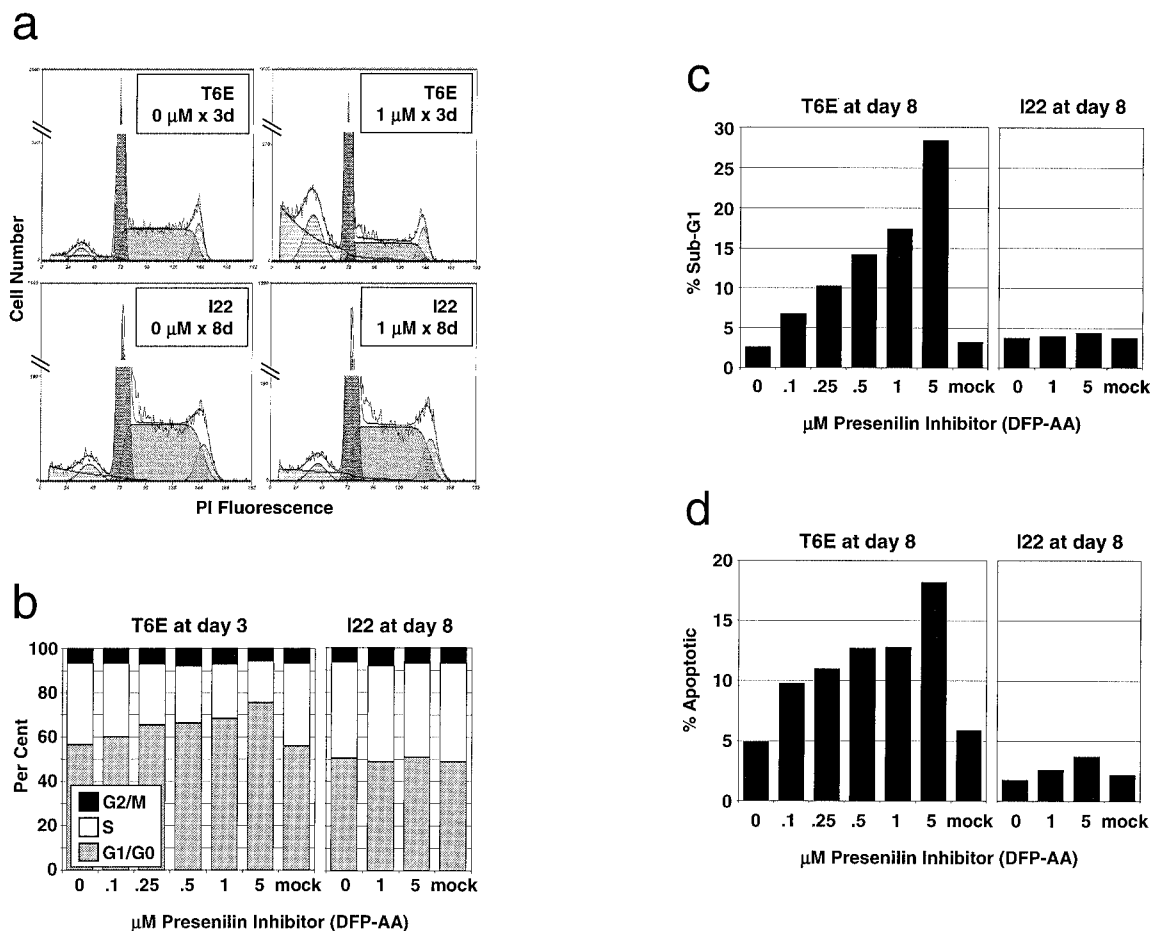 a
T6E
0 µM x 3d
T6E
1 µM x 3d
I22
0 µM x 8d
I22
1 µM x 8d
Cell Number
PI Fluorescence
b
T6E at day 3
I22 at day 8
Per Cent
100
80
60
40
20
0
G2/M
S
G1/G0
0 .1 .25 .5 1 5 mock
0 1 5 mock
µM Presenilin Inhibitor (DFP-AA)
c
T6E at day 8
I22 at day 8
% Sub-G1
30
25
20
15
10
5
0
0 .1 .25 .5 1 5 mock
0 1 5 mock
µM Presenilin Inhibitor (DFP-AA)
d
T6E at day 8
I22 at day 8
% Apoptotic
20
15
10
5
0
0 .1 .25 .5 1 5 mock
0 1 5 mock
µM Presenilin Inhibitor (DFP-AA)